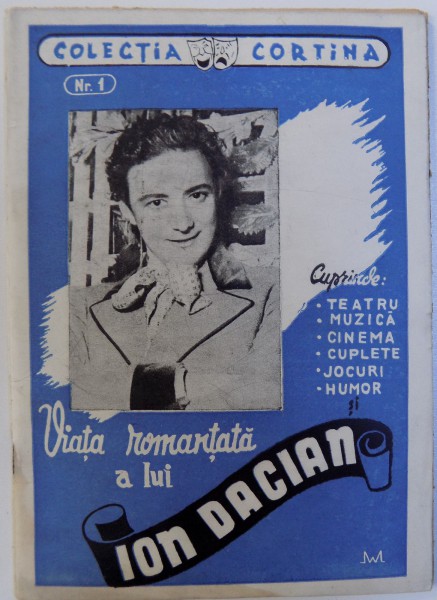 COLECȚIA CORTINA
Nr. 1
Cuprinde:
• TEATRU
• MUZICĂ
• CINEMA
• CUPLETE
• JOCURI
și
• HUMOR
Viața romanțată
a lui
ION DACIAN